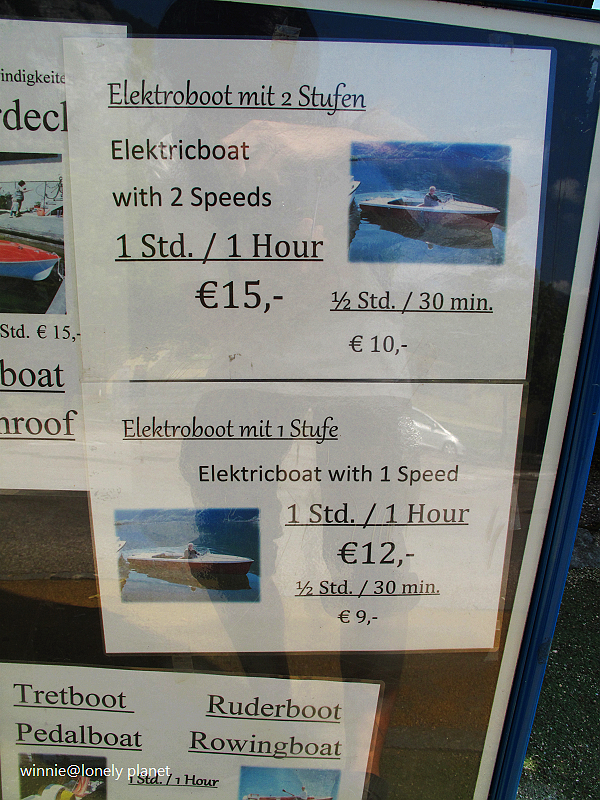 Elektroboot mit 2 Stufen
Elektricboat
with 2 Speeds
1 Std. / 1 Hour
€15,-
½ Std. / 30 min.
€ 10,-
Std. € 15,-
boat
Elektroboot mit 1 Stufe
Elektricboat with 1 Speed
1 Std. / 1 Hour
€12,-
½ Std. / 30 min.
€ 9,-
Tretboot
Pedalboat
1 Std. / 1 Hour
Ruderboot
Rowingboat
winnie@lonely planet